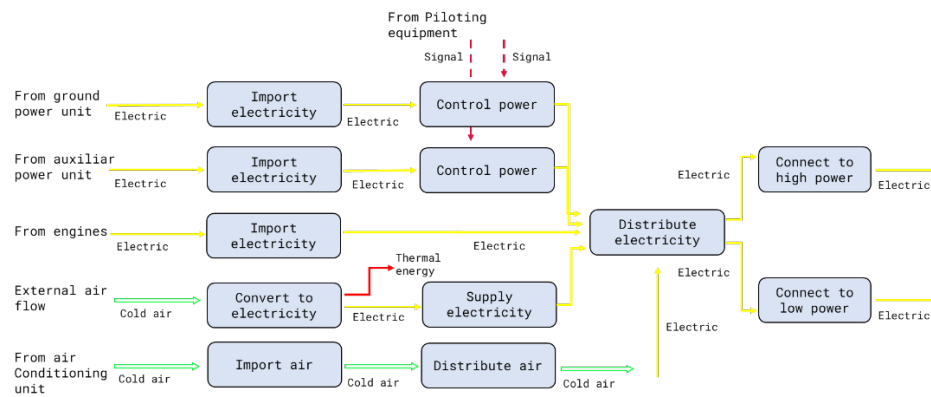 From Piloting
equipment
Signal
Signal
From ground
power unit
Electric
Import
electricity
Electric
Control power
From auxiliar
power unit
Electric
Import
electricity
Electric
Control power
Electric
Connect to
high power
Electric
From engines
Electric
Import
electricity
Electric
Distribute
electricity
Thermal
energy
External air
flow
Cold air
Convert to
electricity
Electric
Supply
electricity
Electric
Electric
Connect to
low power
Electric
From air
Conditioning
unit
Cold air
Import air
Cold air
Distribute air
Cold air